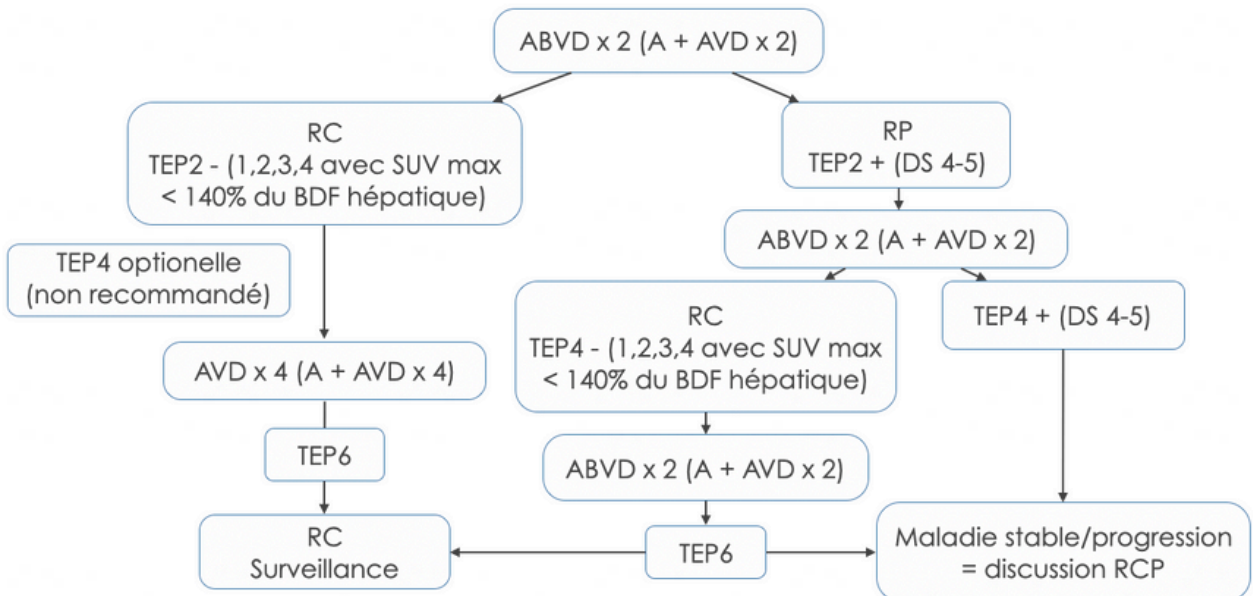 ABVD x 2 (A + AVD x 2)
RC
TEP2 - (1,2,3,4 avec SUV max
< 140% du BDF hépatique)
RP
TEP2 + (DS 4-5)
ABVD x 2 (A + AVD x 2)
TEP4 optionelle
(non recommandé)
RC
TEP4 - (1,2,3,4 avec SUV max
< 140% du BDF hépatique)
TEP4 + (DS 4-5)
AVD x 4 (A + AVD x 4)
TEP6
ABVD x 2 (A + AVD x 2)
RC
Surveillance
TEP6
Maladie stable/progression
= discussion RCP